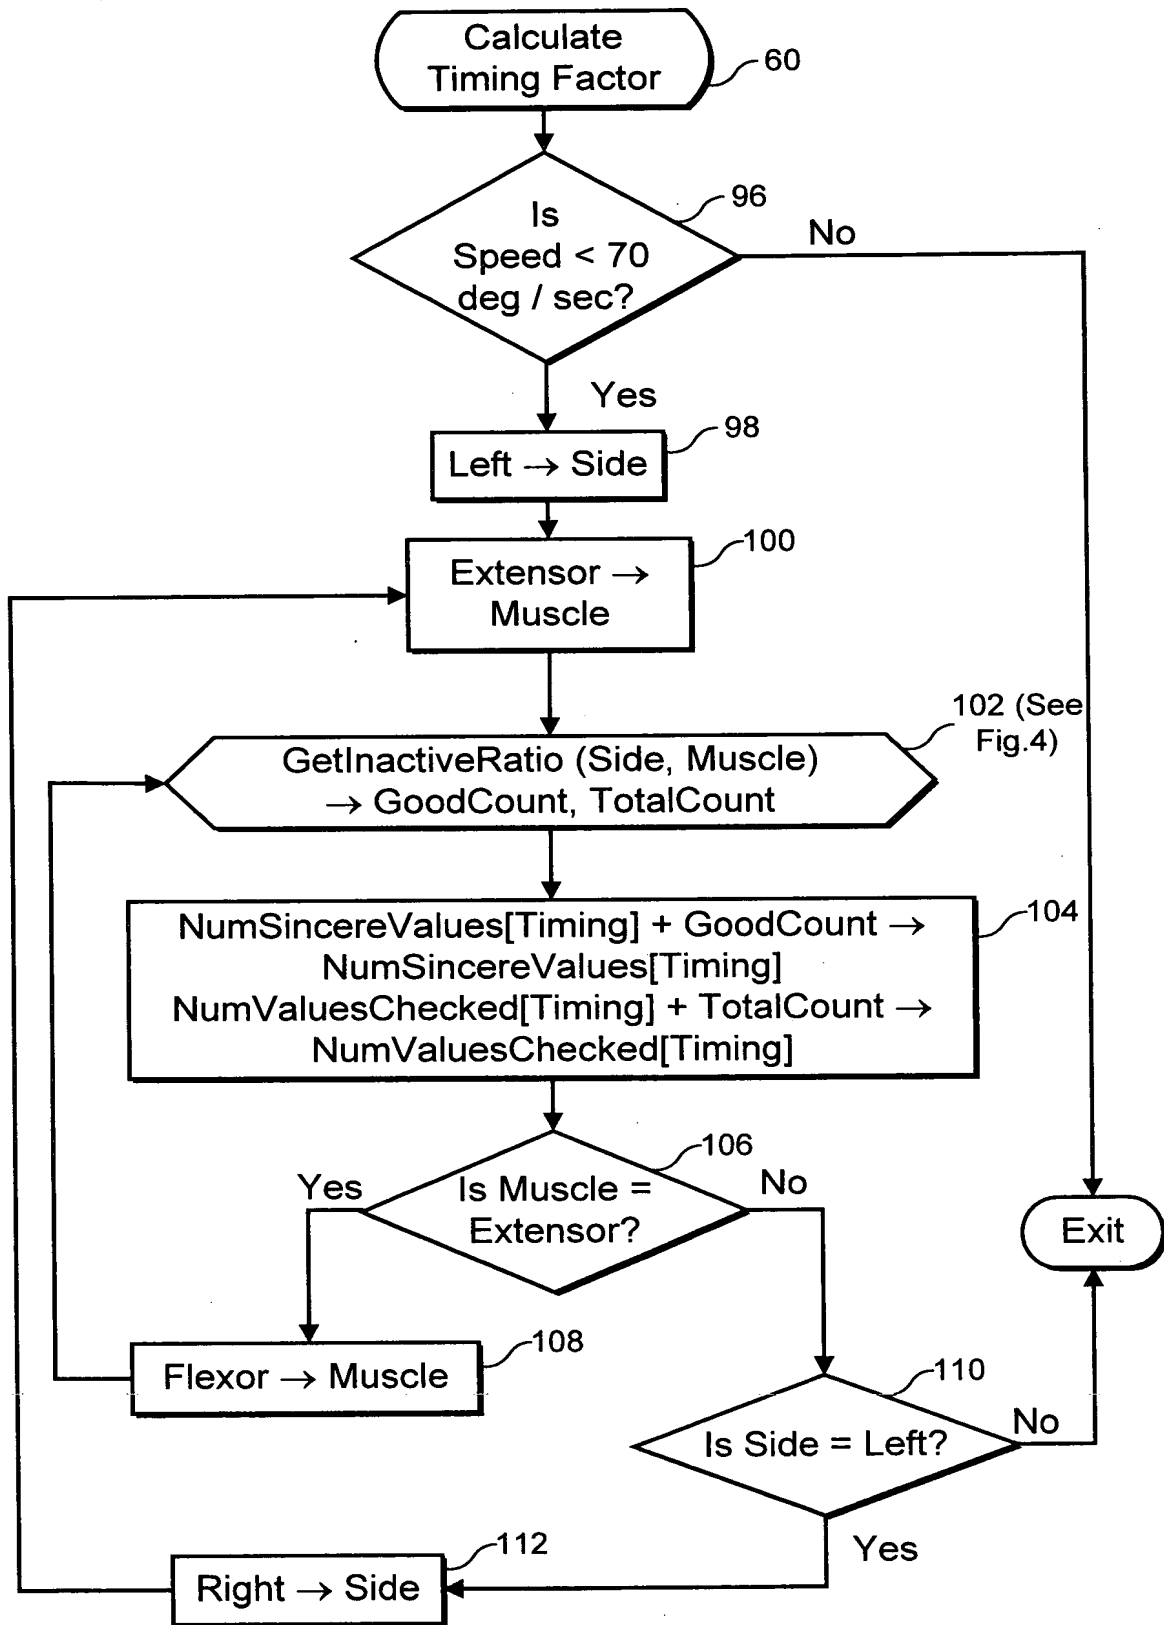 Calculate
Timing Factor
60
Is
Speed < 70
deg / sec?
96
No
Yes
Left → Side
98
Extensor →
Muscle
100
GetInactiveRatio (Side, Muscle)
→ GoodCount, TotalCount
102 (See
Fig.4)
NumSincereValues[Timing] + GoodCount →
NumSincereValues[Timing]
NumValuesChecked[Timing] + TotalCount →
NumValuesChecked[Timing]
104
Is Muscle =
Extensor?
106
Yes
No
Exit
Flexor → Muscle
108
Is Side = Left?
110
No
Yes
Right → Side
112